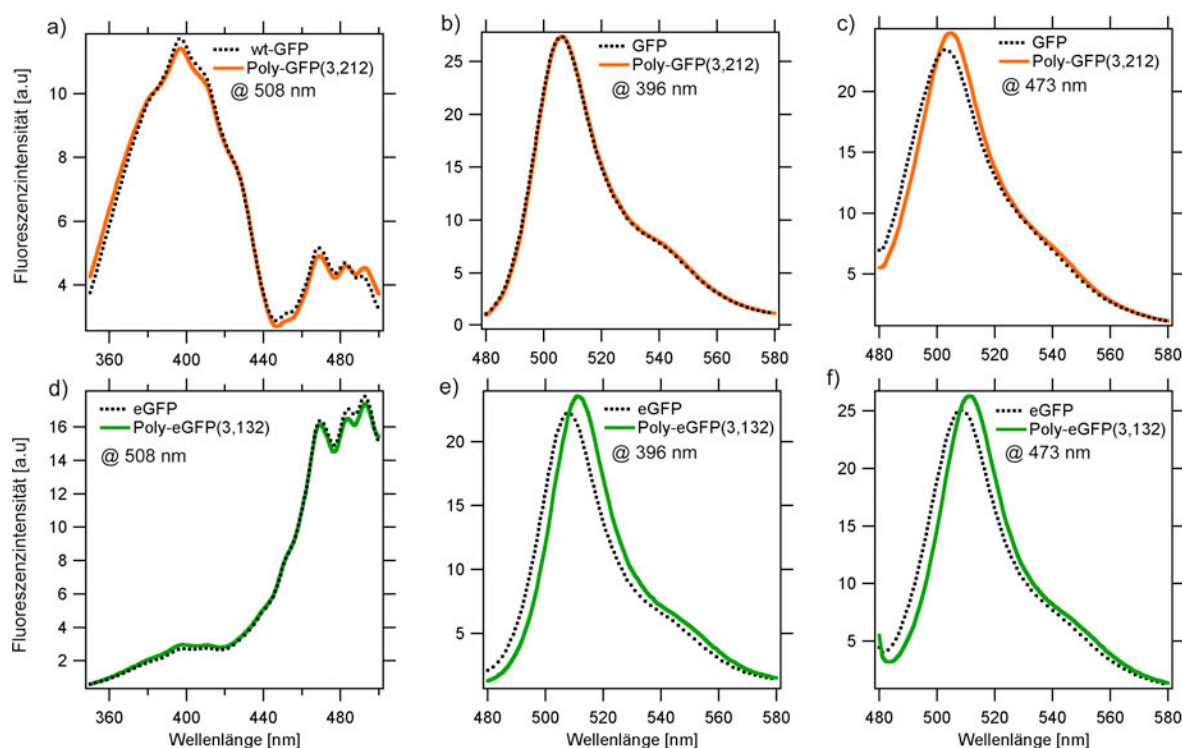 a)
wt-GFP
Poly-GFP(3,212)
@ 508 nm
Fluoreszenzintensität [a.u]
10
8
6
4
360
400
440
480
b)
GFP
Poly-GFP(3,212)
@ 396 nm
25
20
15
10
5
0
480
500
520
540
560
580
c)
GFP
Poly-GFP(3,212)
@ 473 nm
20
15
10
5
480
500
520
540
560
580
d)
eGFP
Poly-eGFP(3,132)
@ 508 nm
Fluoreszenzintensität [a.u]
16
14
12
10
8
6
4
2
360
400
440
480
Wellenlänge [nm]
e)
eGFP
Poly-eGFP(3,132)
@ 396 nm
20
15
10
5
480
500
520
540
560
580
Wellenlänge [nm]
f)
eGFP
Poly-eGFP(3,132)
@ 473 nm
25
20
15
10
5
480
500
520
540
560
580
Wellenlänge [nm]